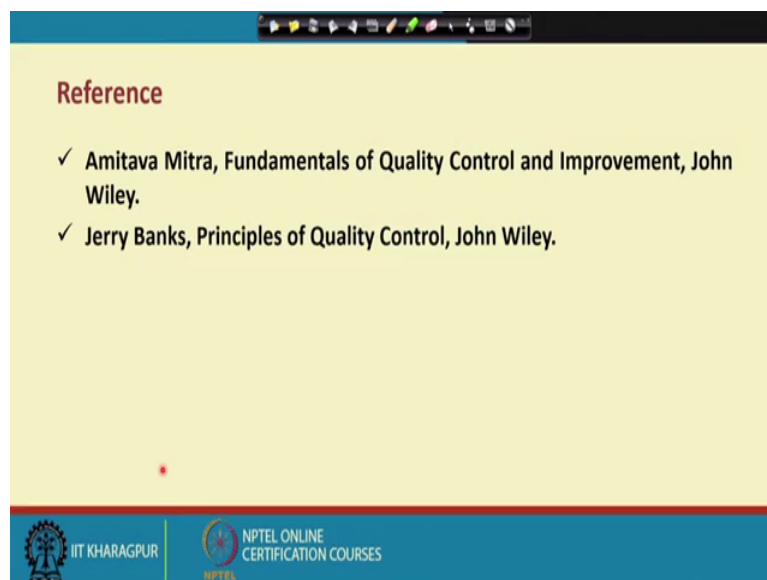 Reference
✓ Amitava Mitra, Fundamentals of Quality Control and Improvement, John
Wiley.
✓ Jerry Banks, Principles of Quality Control, John Wiley.
IIT KHARAGPUR
NPTEL ONLINE
CERTIFICATION COURSES
NPTEL